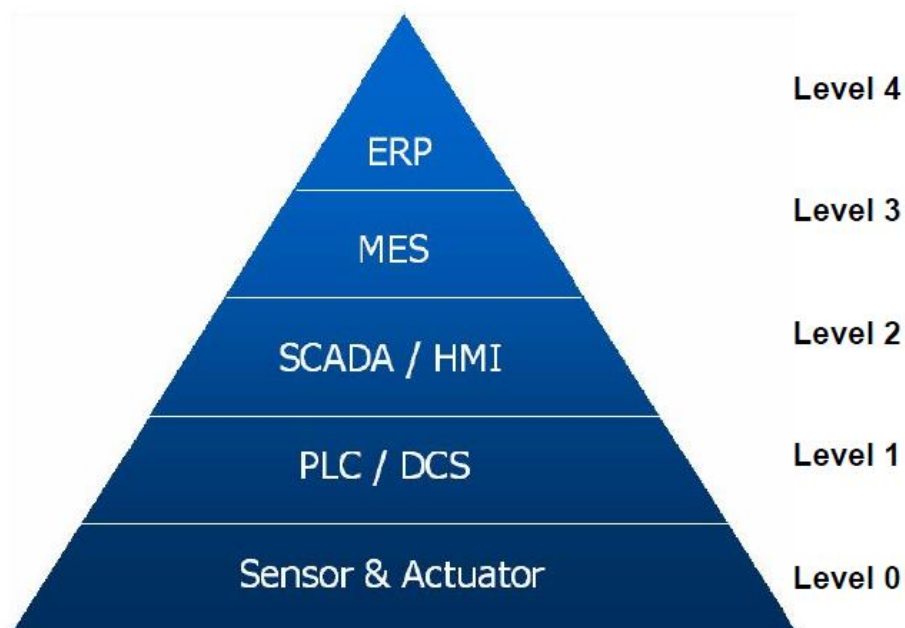 Level 4
ERP
Level 3
MES
Level 2
SCADA / HMI
Level 1
PLC / DCS
Level 0
Sensor & Actuator